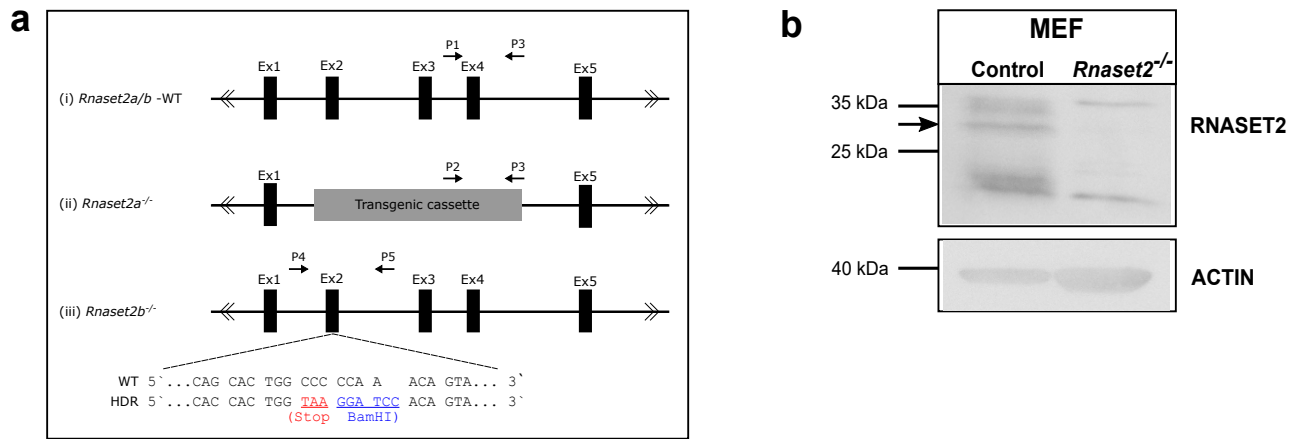 a
P1 P3
Ex1 Ex2 Ex3 Ex4 Ex5
(i) Rnaset2a/b -WT
P2 P3
Ex1 Ex5
(ii) Rnaset2a-/-
Transgenic cassette
P4 P5
Ex1 Ex2 Ex3 Ex4 Ex5
(iii) Rnaset2b-/-
WT 5`...CAG CAC TGG CCC CCA A ACA GTA... 3`
HDR 5`...CAC CAC TGG TAA GGA TCC ACA GTA... 3`
(Stop BamHI)
b
MEF
Control Rnaset2-/-
35 kDa
25 kDa
RNASET2
40 kDa
ACTIN